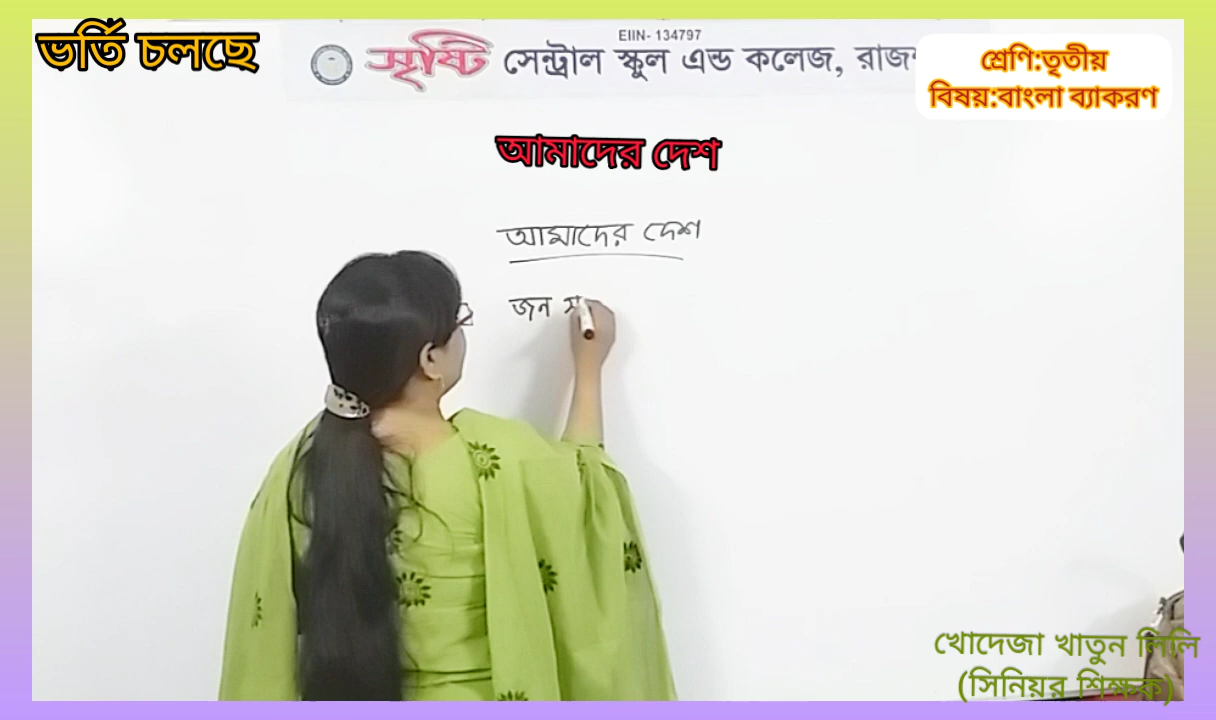 ভর্তি চলছে
EIIN- 134797
সৃষ্টি সেন্ট্রাল স্কুল এন্ড কলেজ,
শ্রেণি:তৃতীয়
বিষয়:বাংলা ব্যাকরণ
আমাদের দেশ
আমাদের দেশ
জন
খোদেজা খাতুন লিলি
(সিনিয়র শিক্ষক)